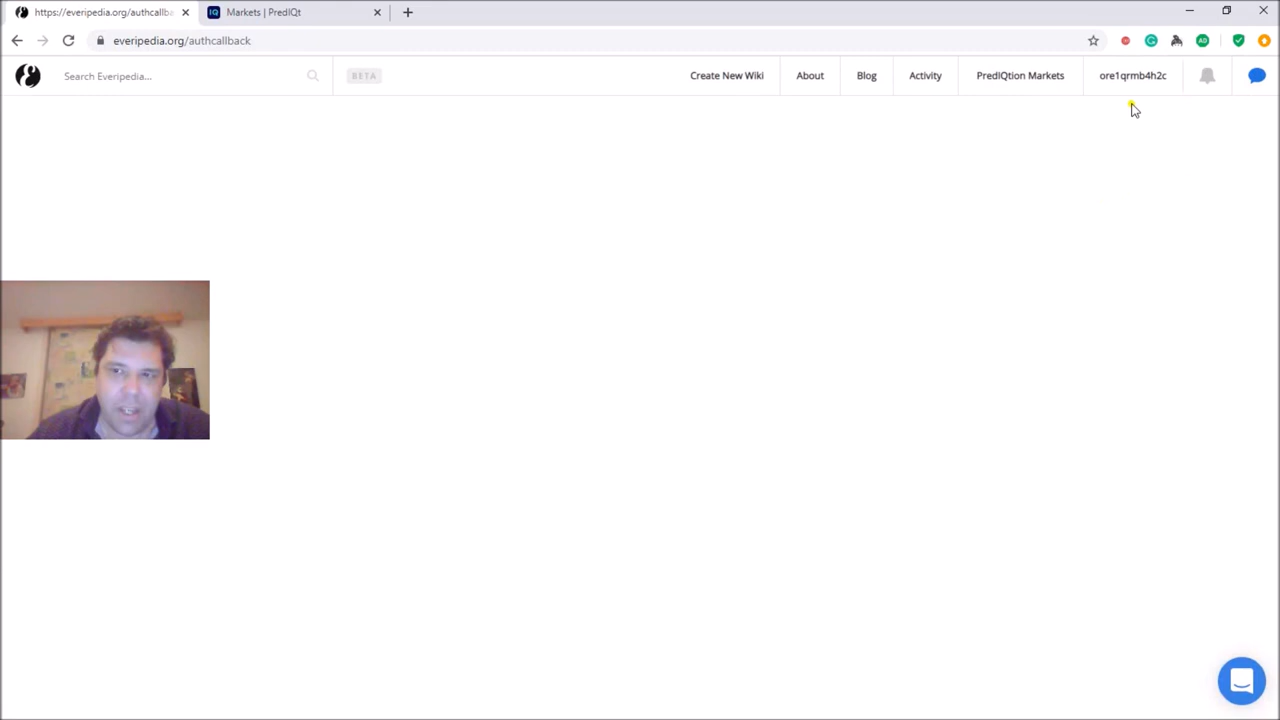 https://everipedia.org/authcallba
Markets | PredIQt
everipedia.org/authcallback
Search Everipedia...
BETA
Create New Wiki
About
Blog
Activity
PredIQtion Markets
ore1qrmb4h2c